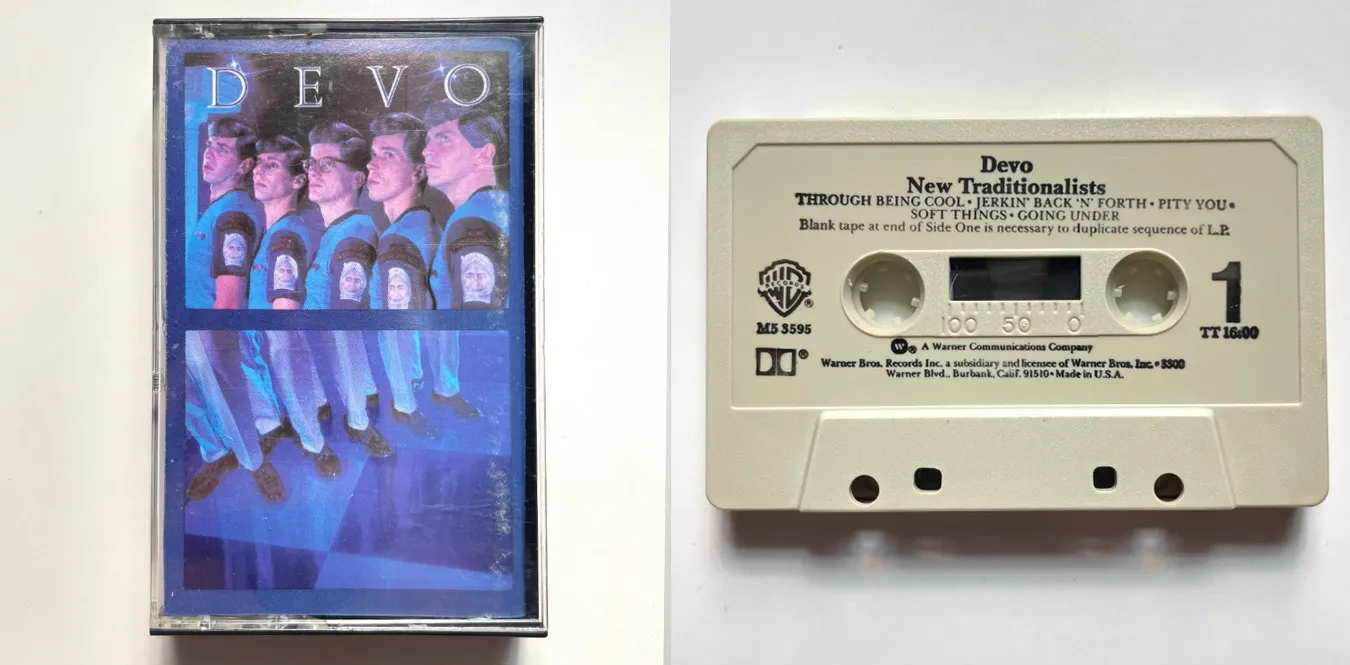 DEVO
Devo
New Traditionalists
THROUGH BEING COOL • JERKIN' BACK 'N' FORTH • PITY YOU •
SOFT THINGS • GOING UNDER
Blank tape at end of Side One is necessary to duplicate sequence of L.P.
WB RECORDS ®
M5 3595
1
TT 16:00
100 50 0
® A Warner Communications Company
Warner Bros. Records Inc. a subsidiary and licensee of Warner Bros. Inc. • 3300
Warner Blvd., Burbank, Calif. 91510 • Made in U.S.A.